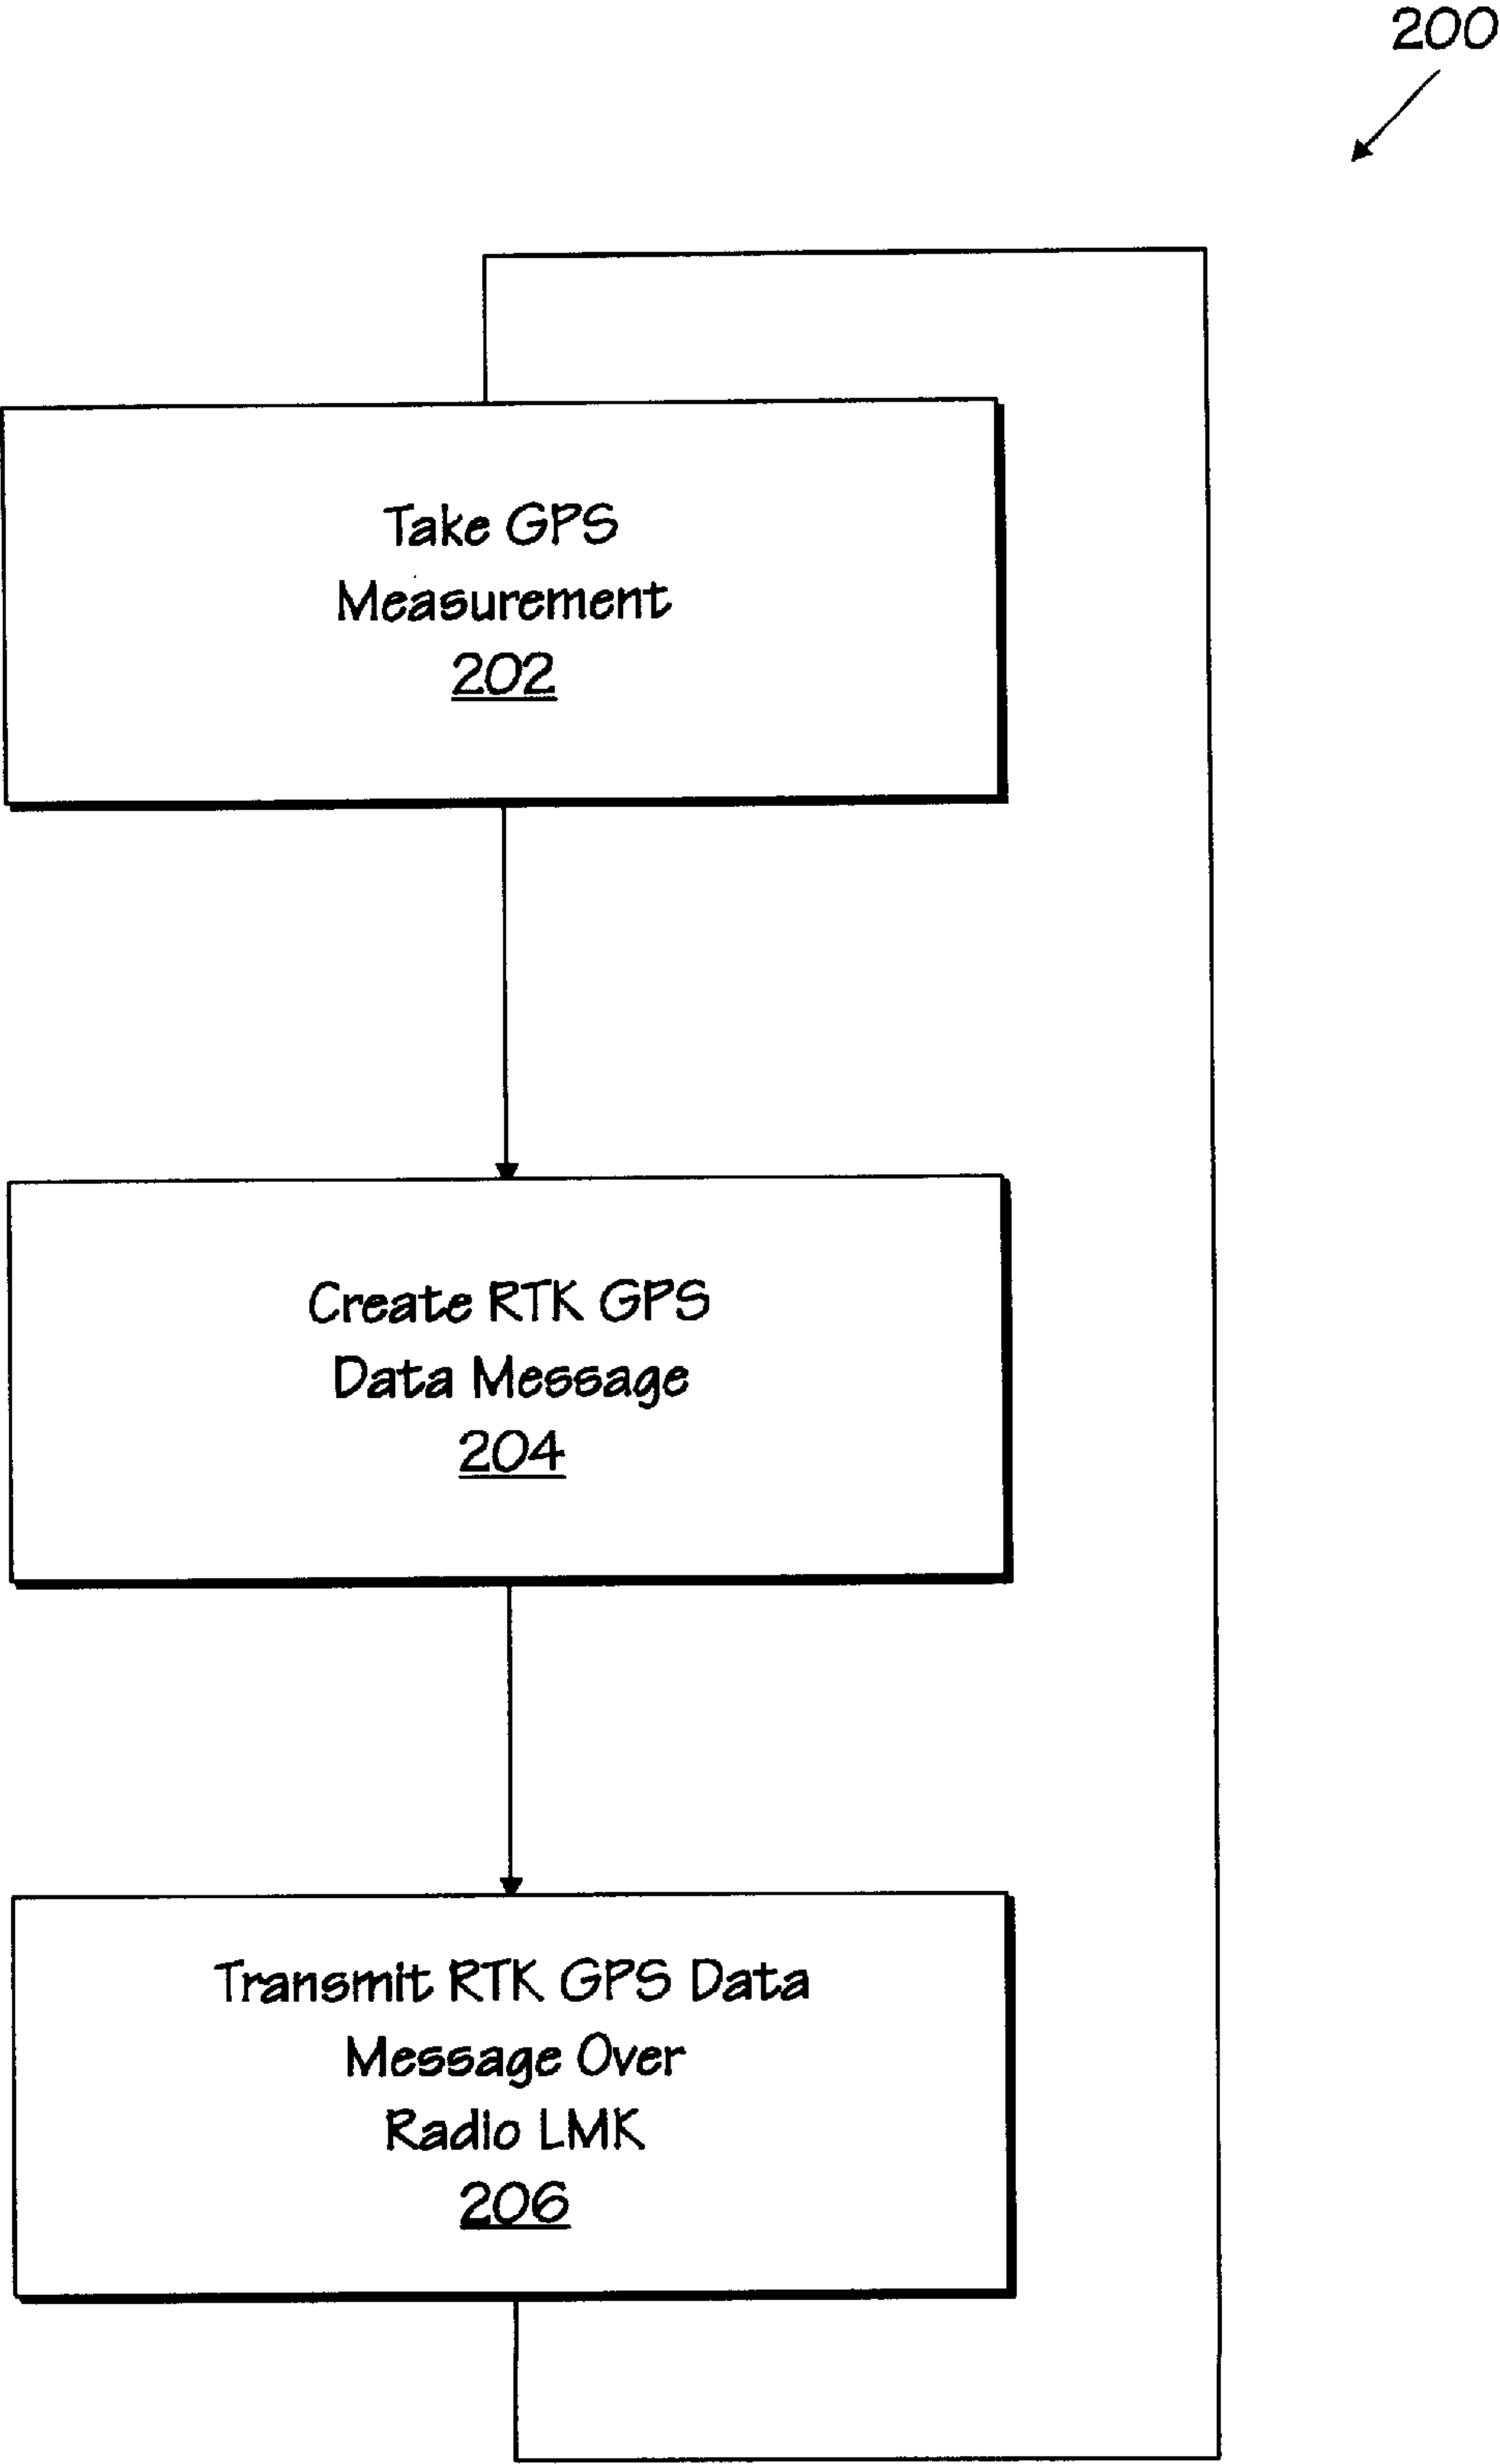 200
Take GPS
Measurement
202
Create RTK GPS
Data Message
204
Transmit RTK GPS Data
Message Over
Radio LMK
206